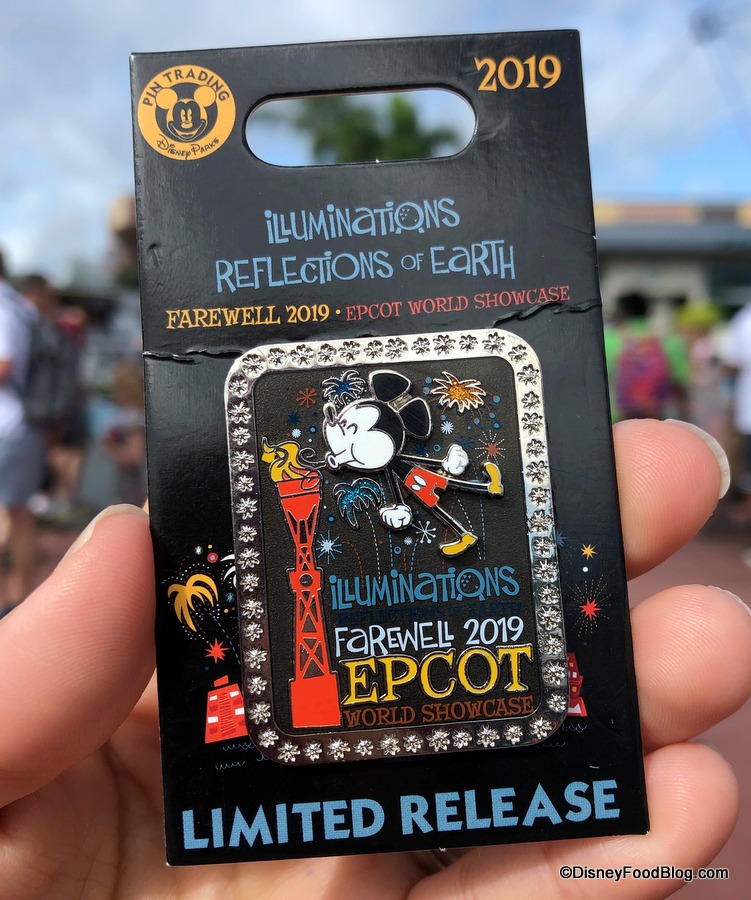 PIN TRADING
Disney PARKS
2019
ILLUMINATIONS
REFLECTIONS OF EARTH
FAREWELL 2019 • EPCOT WORLD SHOWCASE
ILLUMINATIONS
FAREWELL 2019
EPCOT
WORLD SHOWCASE
LIMITED RELEASE
©DisneyFoodBlog.com